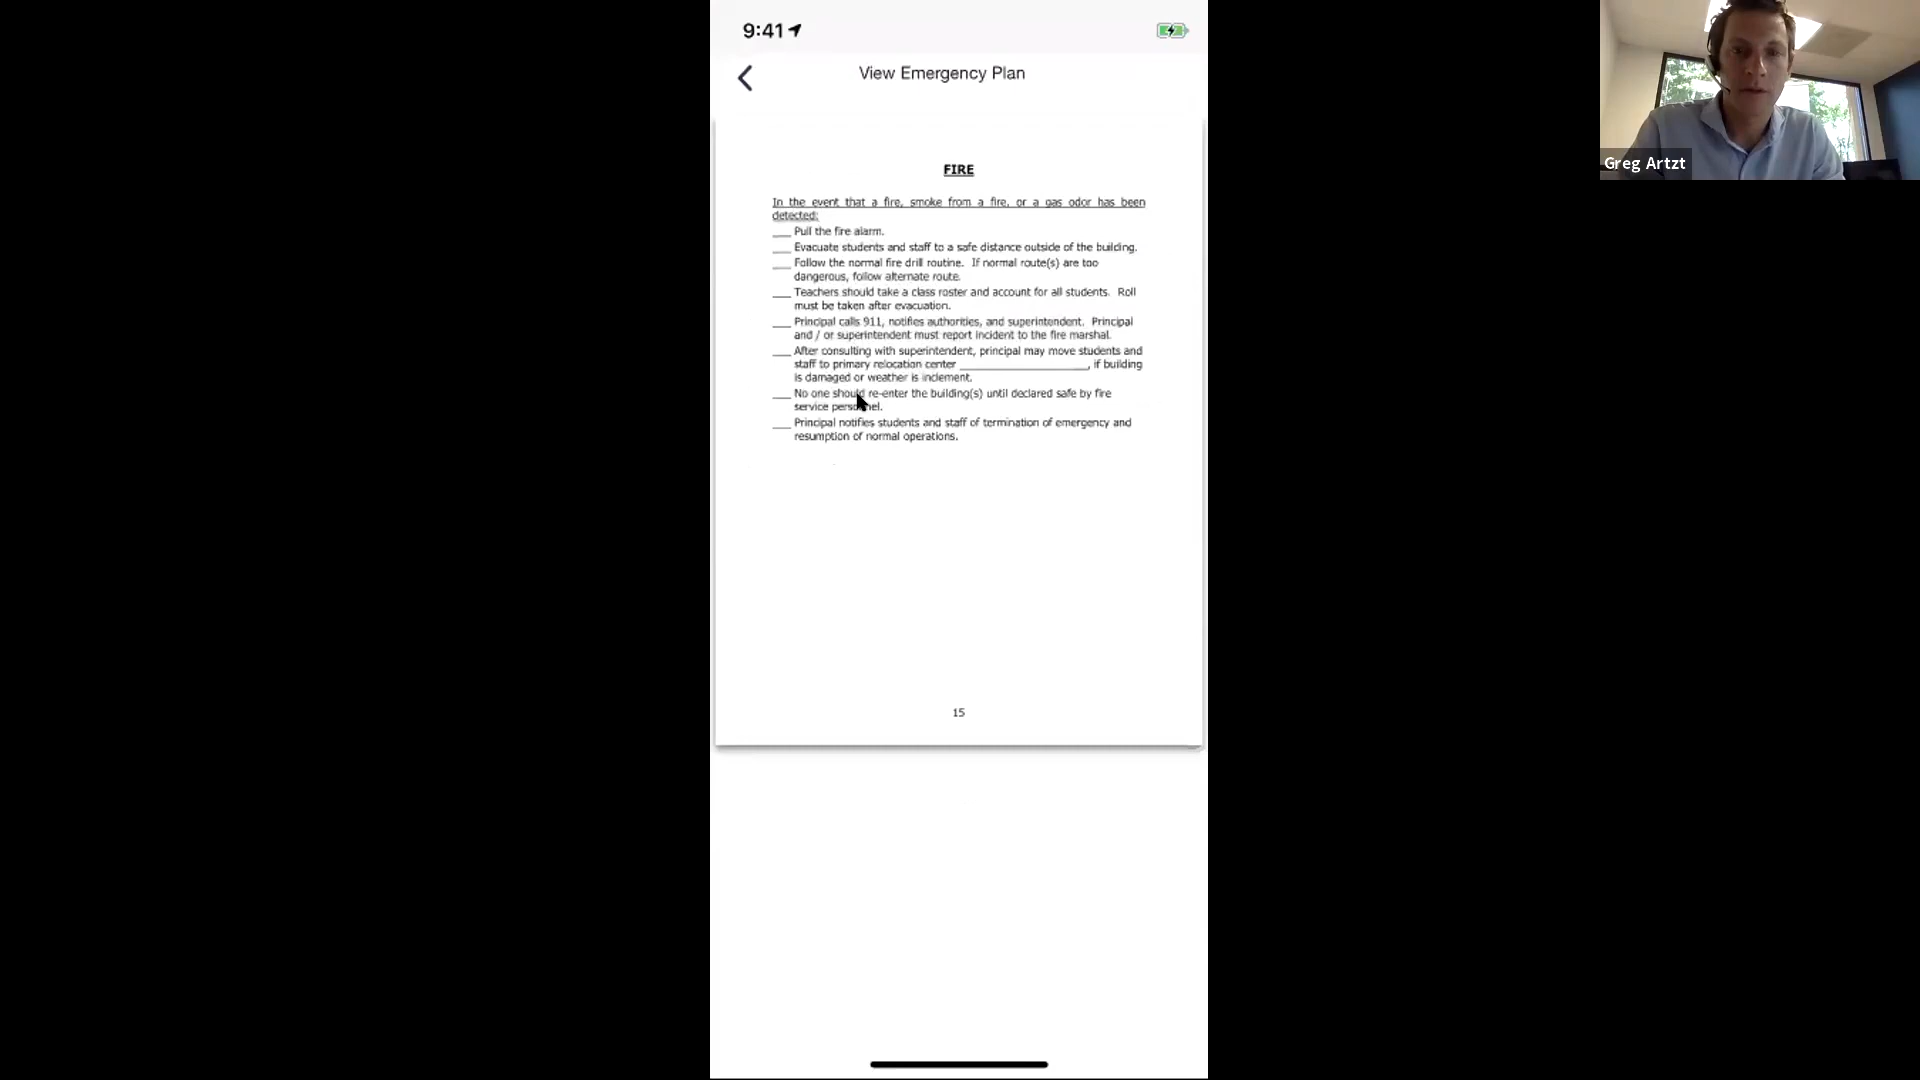 9:41
View Emergency Plan
Greg Artzt
FIRE
In the event that a fire, smoke from a fire, or a gas odor has been
detected:
___ Pull the fire alarm.
___ Evacuate students and staff to a safe distance outside of the building.
___ Follow the normal fire drill routine. If normal route(s) are too
dangerous, follow alternate route.
___ Teachers should take a class roster and account for all students. Roll
must be taken after evacuation.
___ Principal calls 911, notifies authorities, and superintendent. Principal
and / or superintendent must report incident to the fire marshal.
___ After consulting with superintendent, principal may move students and
staff to primary relocation center ____________________, if building
is damaged or weather is inclement.
___ No one should re-enter the building(s) until declared safe by fire
service personnel.
___ Principal notifies students and staff of termination of emergency and
resumption of normal operations.
15